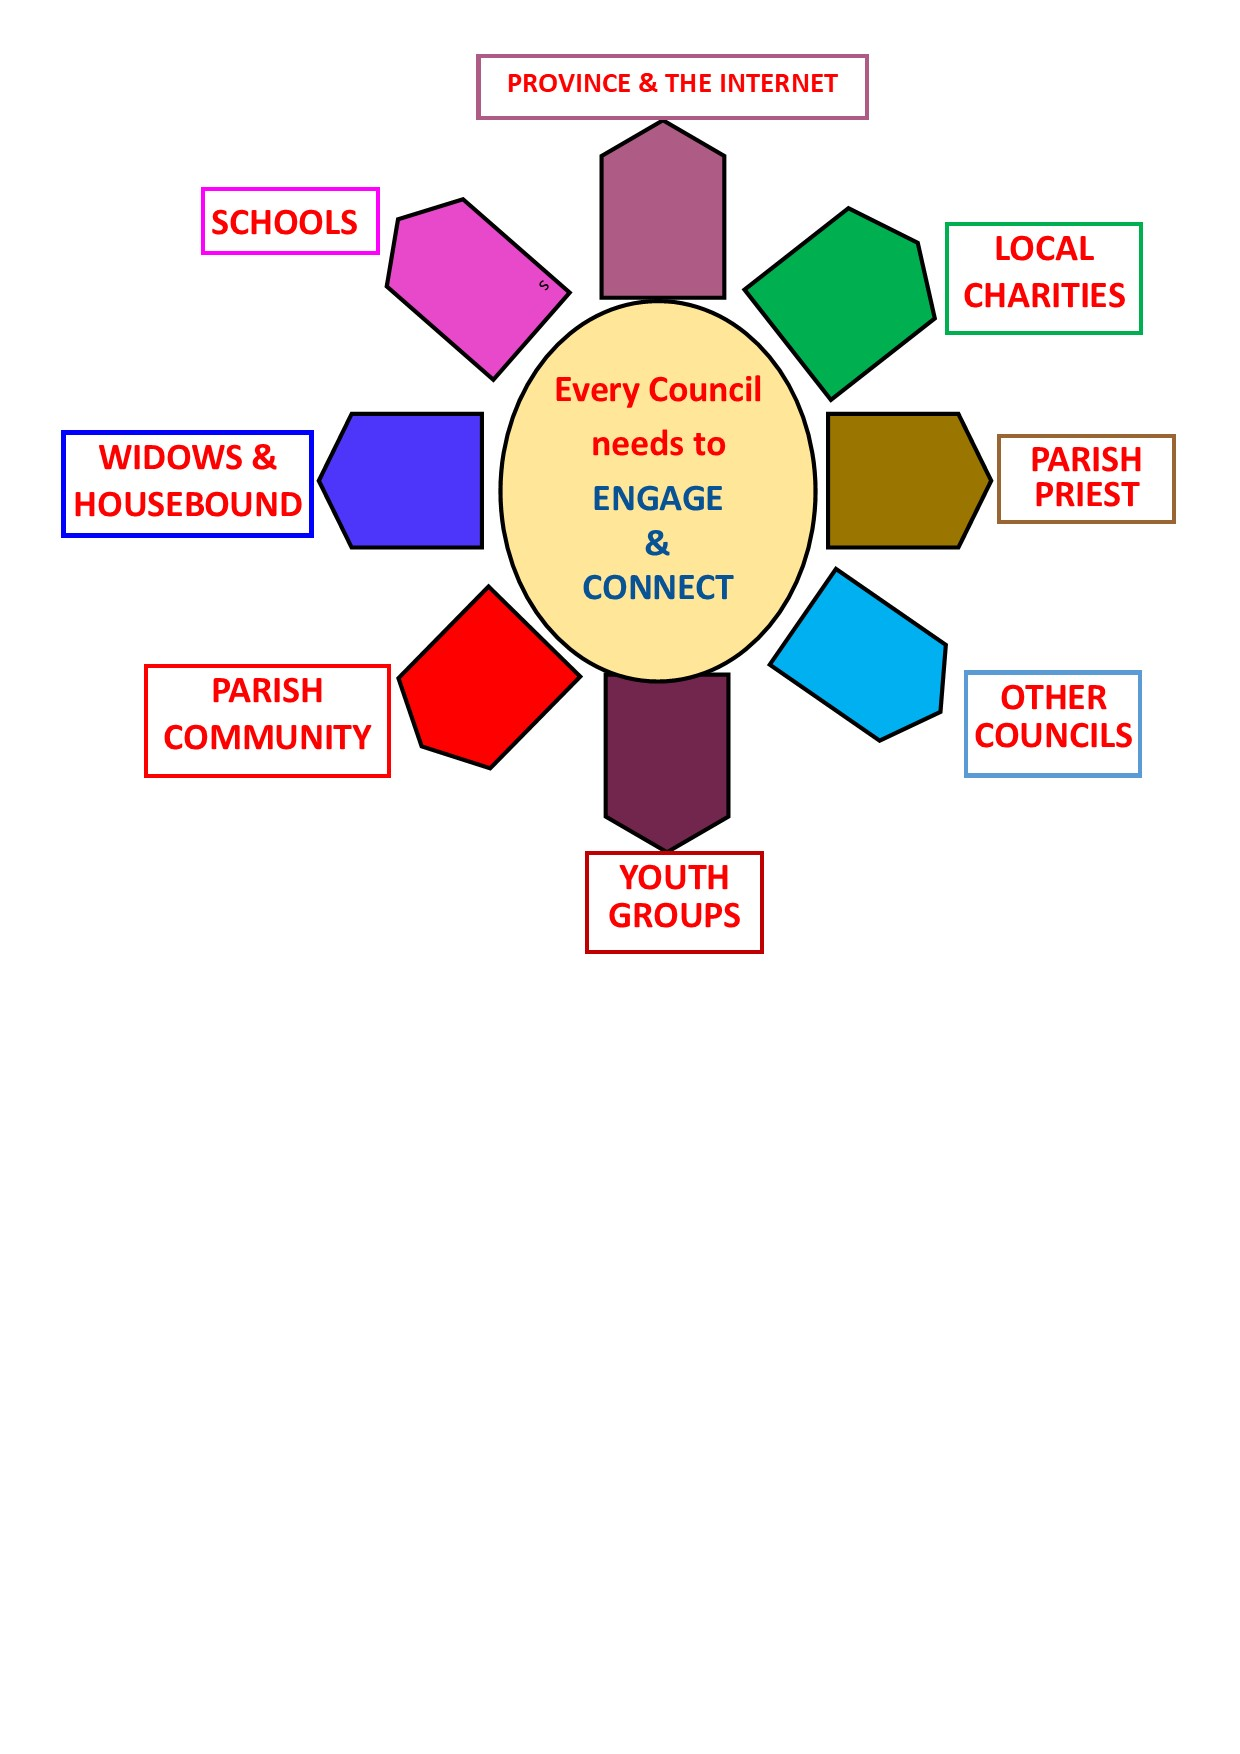 PROVINCE & THE INTERNET
SCHOOLS
LOCAL
CHARITIES
s
Every Council
needs to
ENGAGE
&
CONNECT
WIDOWS &
HOUSEBOUND
PARISH
PRIEST
PARISH
COMMUNITY
OTHER
COUNCILS
YOUTH
GROUPS